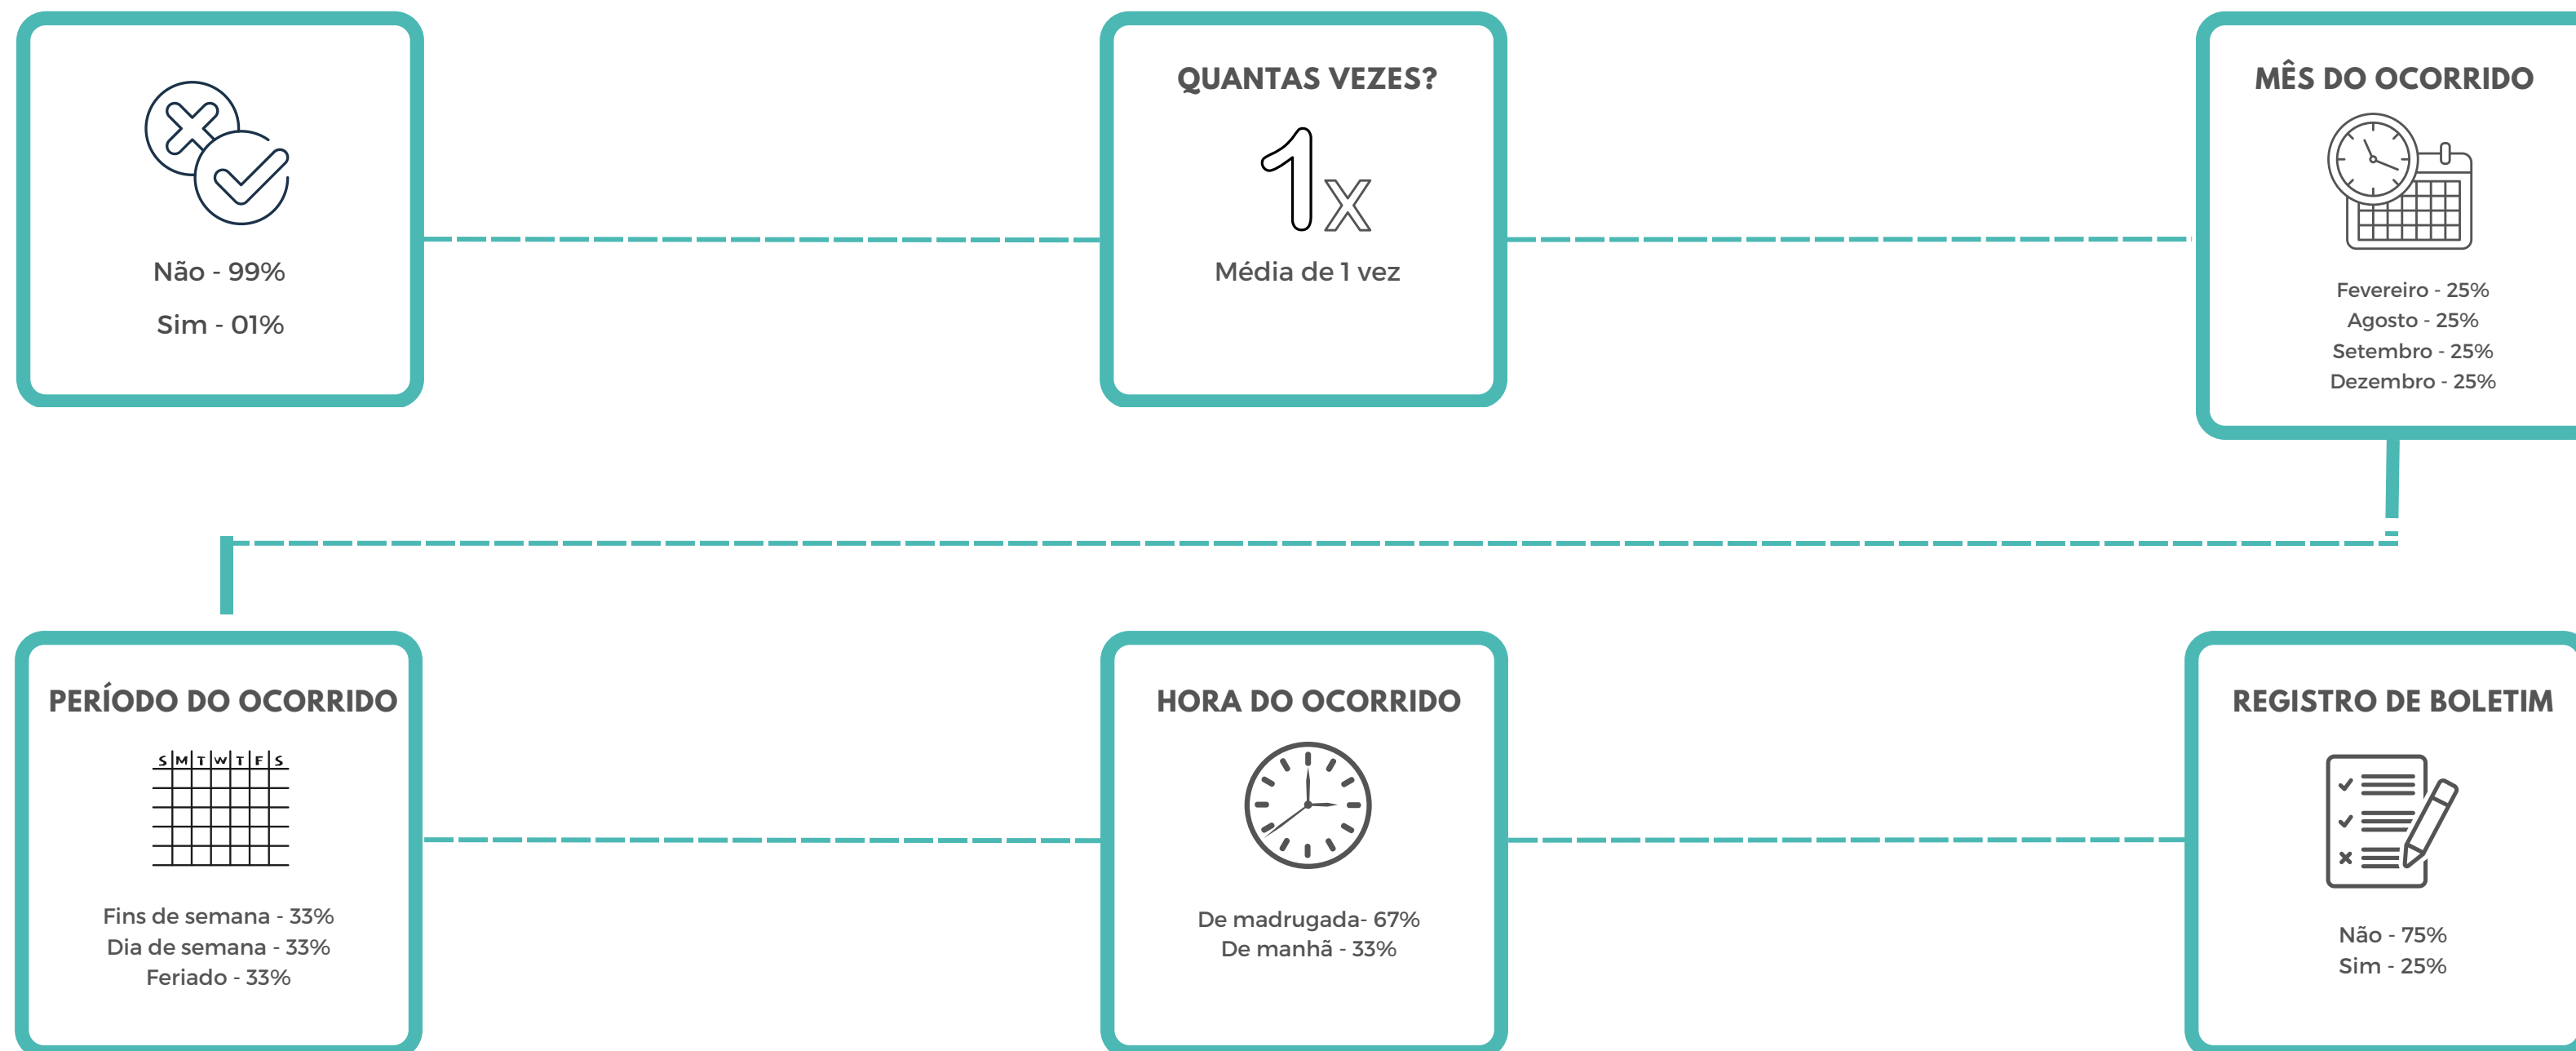 Não - 99%
Sim - 01%
QUANTAS VEZES?
1x
Média de 1 vez
MÊS DO OCORRIDO
Fevereiro - 25%
Agosto - 25%
Setembro - 25%
Dezembro - 25%
PERÍODO DO OCORRIDO
S M T W T F S
Fins de semana - 33%
Dia de semana - 33%
Feriado - 33%
HORA DO OCORRIDO
De madrugada- 67%
De manhã - 33%
REGISTRO DE BOLETIM
Não - 75%
Sim - 25%